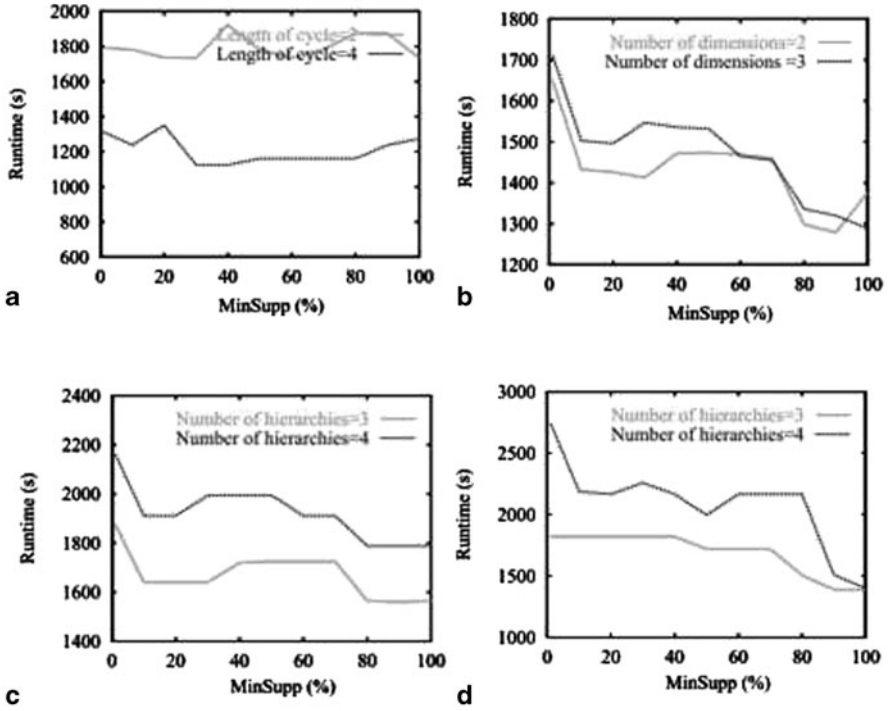 2000
1800
1600
1400
1200
1000
800
600
Runtime (s)
Length of cycle=4
0 20 40 60 80 100
MinSupp (%)
a
1800
1700
1600
1500
1400
1300
1200
Runtime (s)
Number of dimensions=2
Number of dimensions =3
0 20 40 60 80 100
MinSupp (%)
b
2400
2200
2000
1800
1600
1400
Runtime (s)
Number of hierarchies=3
Number of hierarchies=4
0 20 40 60 80 100
MinSupp (%)
c
3000
2500
2000
1500
1000
Runtime (s)
Number of hierarchies=3
Number of hierarchies=4
0 20 40 60 80 100
MinSupp (%)
d